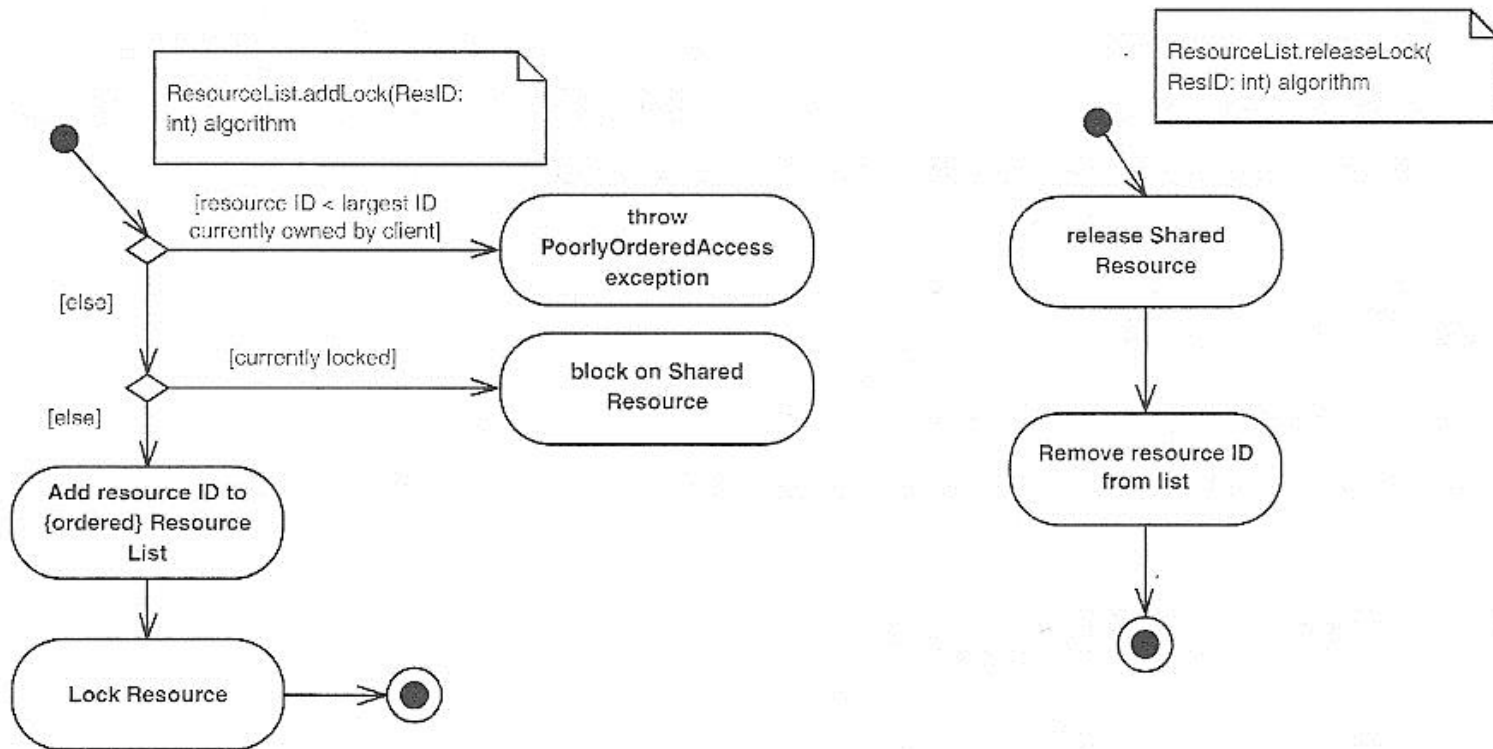 ResourceList.addLock(ResID:
int) algorithm
[resource ID < largest ID
currently owned by client]
throw
PoorlyOrderedAccess
exception
[else]
[currently locked]
block on Shared
Resource
[else]
Add resource ID to
{ordered} Resource
List
Lock Resource
ResourceList.releaseLock(
ResID: int) algorithm
release Shared
Resource
Remove resource ID
from list